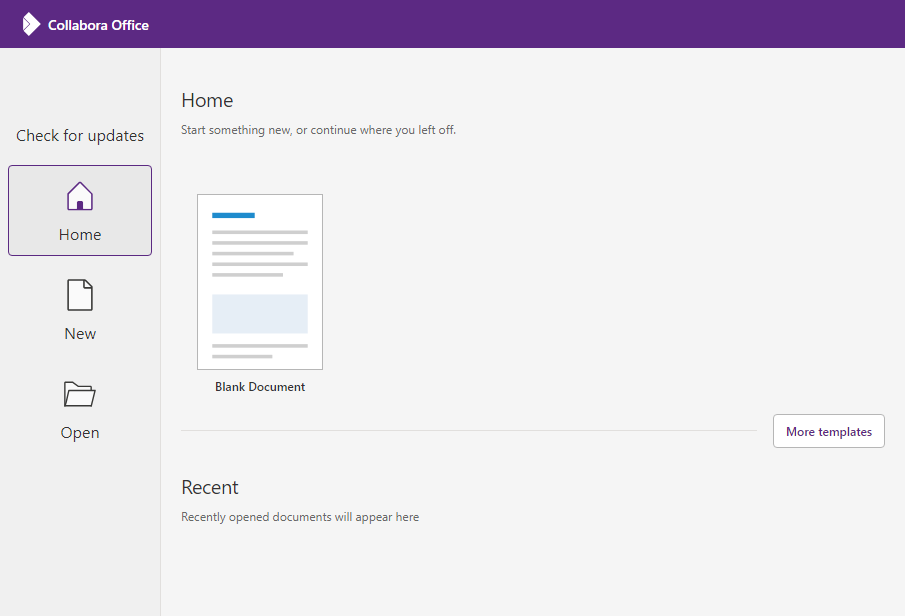 Collabora Office
Check for updates
Home
New
Open
Home
Start something new, or continue where you left off.
Blank Document
More templates
Recent
Recently opened documents will appear here